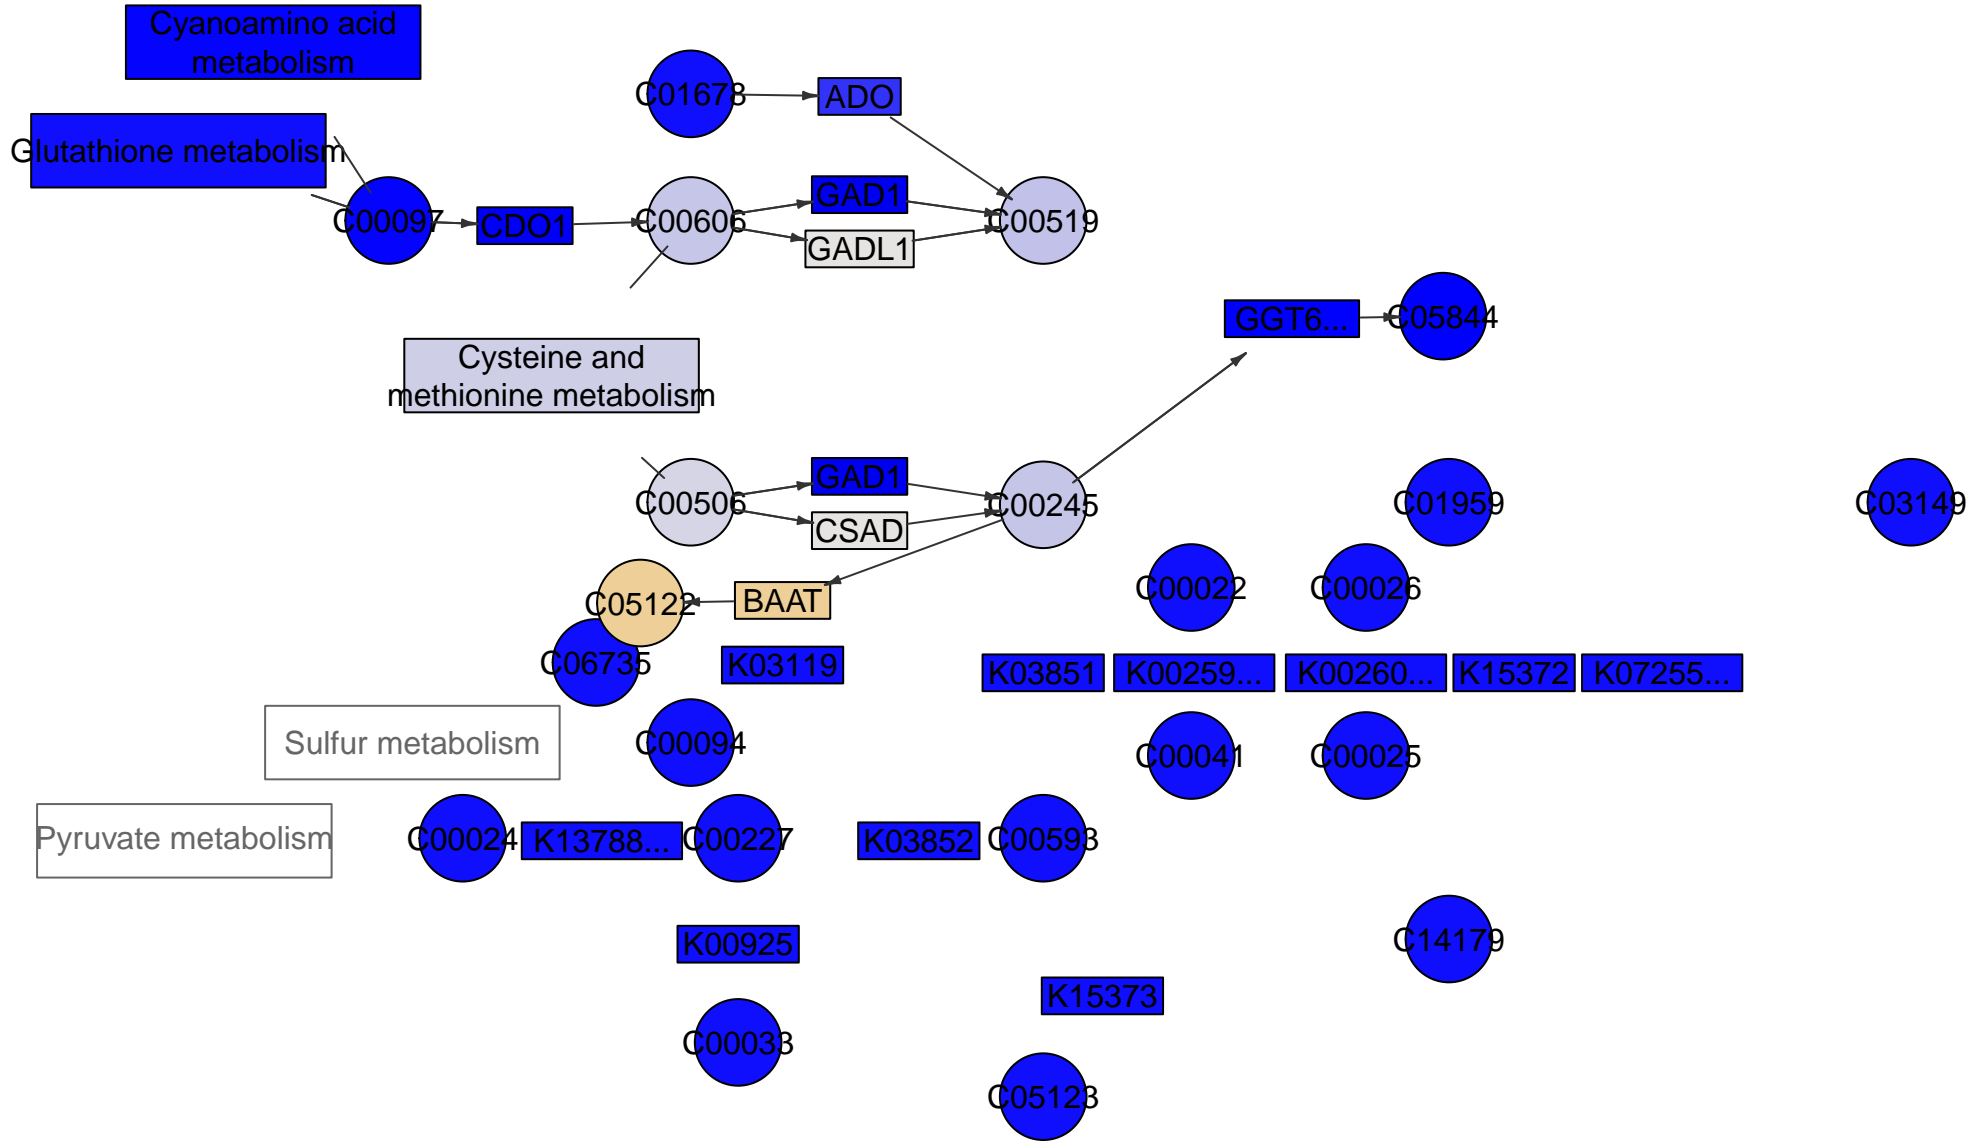 Cyanoamino acid
metabolism
C01678
ADO
Glutathione metabolism
C00097
CDO1
C00606
GAD1
GADL1
C00519
GGT6...
C05844
Cysteine and
methionine metabolism
C00506
GAD1
CSAD
C00245
C01959
C03149
C05122
BAAT
C00022
C00026
C06735
K03119
K03851
K00259...
K00260...
K15372
K07255...
Sulfur metabolism
C00094
C00041
C00025
Pyruvate metabolism
C00024
K13788...
C00227
K03852
C00593
K00925
C14179
K15373
C00033
C05123